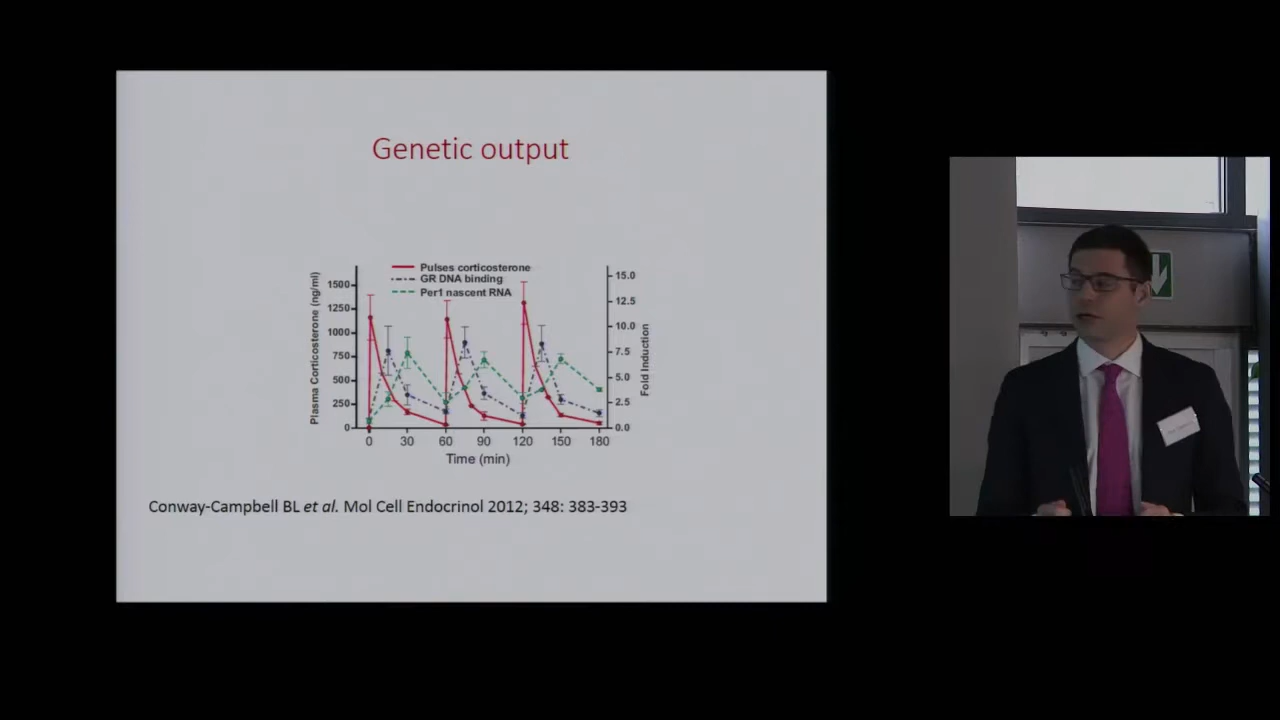 Genetic output
Pulses corticosterone
GR DNA binding
Per1 nascent RNA
Plasma Corticosterone (ng/ml)
1500
1250
1000
750
500
250
0
15.0
12.5
10.0
7.5
5.0
2.5
0.0
Fold Induction
0 30 60 90 120 150 180
Time (min)
Conway-Campbell BL et al. Mol Cell Endocrinol 2012; 348: 383-393